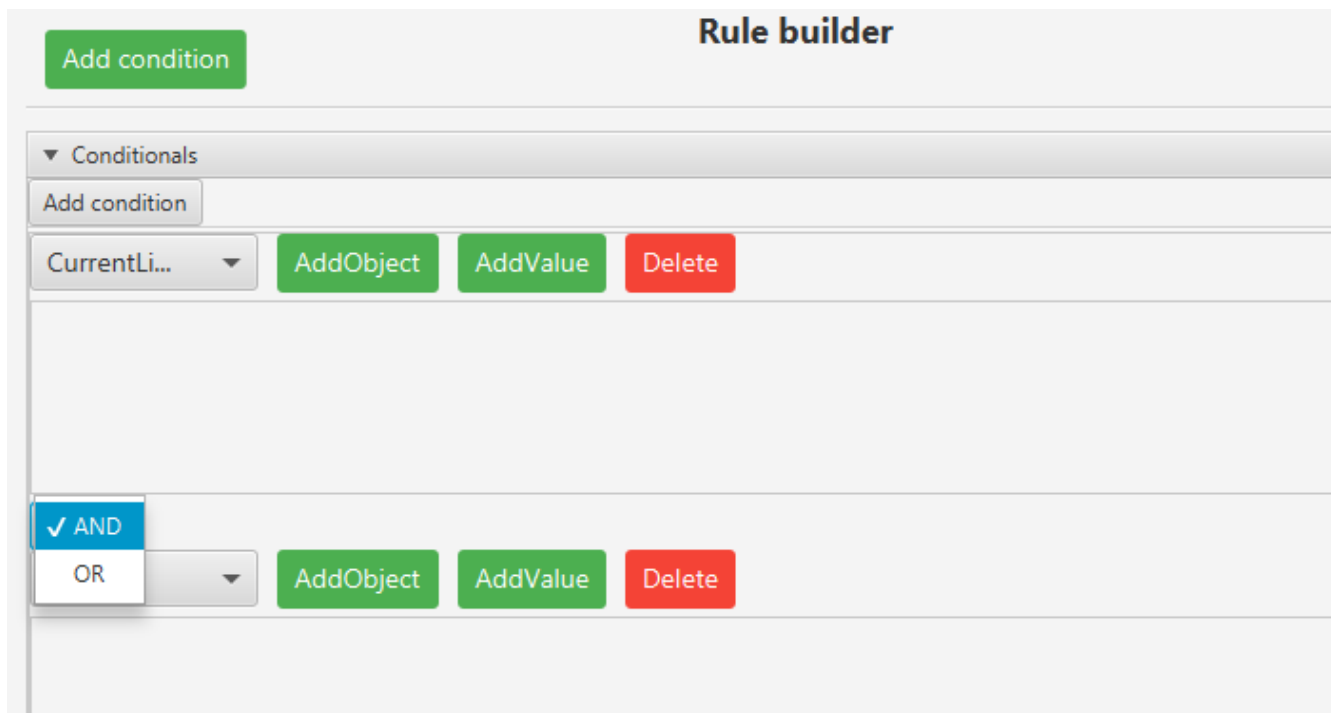 Rule builder
Add condition
Conditionals
Add condition
CurrentLi... AddObject AddValue Delete
AND
OR AddObject AddValue Delete